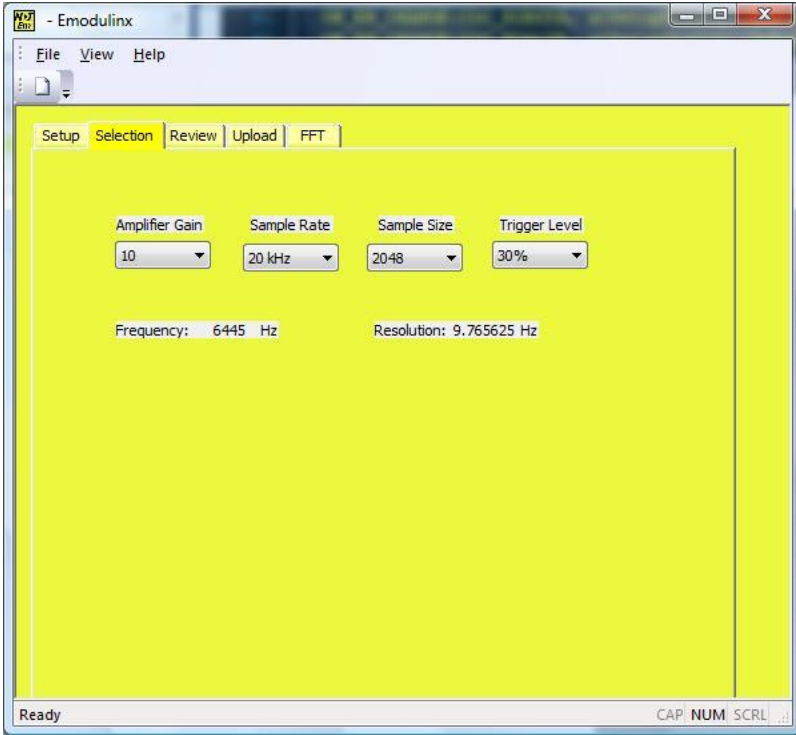 - Emodulinx
File View Help
Setup Selection Review Upload FFT
Amplifier Gain Sample Rate Sample Size Trigger Level
10 20 kHz 2048 30%
Frequency: 6445 Hz Resolution: 9.765625 Hz
Ready CAP NUM SCRL